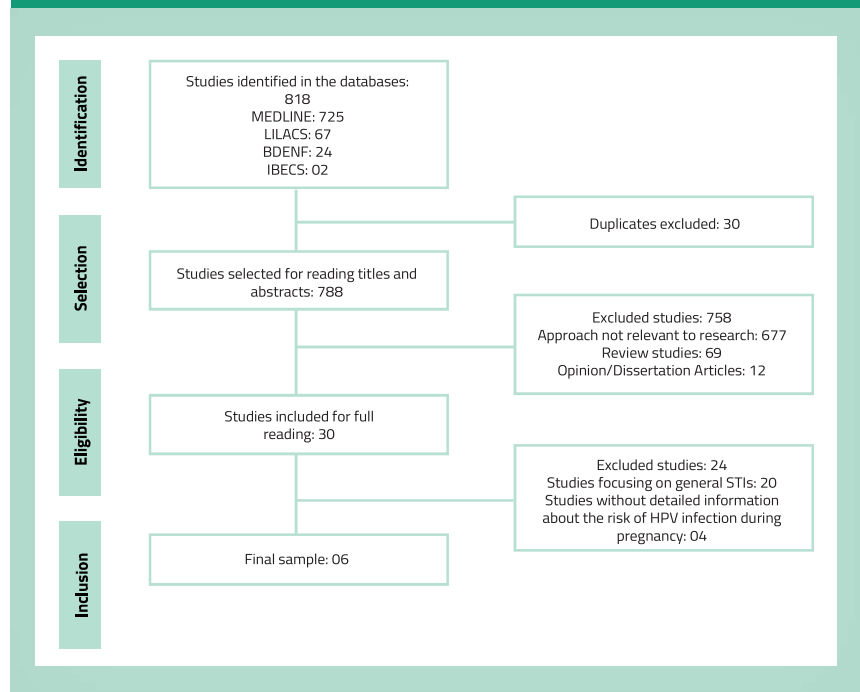 Identification
Studies identified in the databases:
818
MEDLINE: 725
LILACS: 67
BDENF: 24
IBECS: 02
Duplicates excluded: 30
Selection
Studies selected for reading titles and
abstracts: 788
Excluded studies: 758
Approach not relevant to research: 677
Review studies: 69
Opinion/Dissertation Articles: 12
Eligibility
Studies included for full
reading: 30
Excluded studies: 24
Studies focusing on general STIs: 20
Studies without detailed information
about the risk of HPV infection during
pregnancy: 04
Inclusion
Final sample: 06